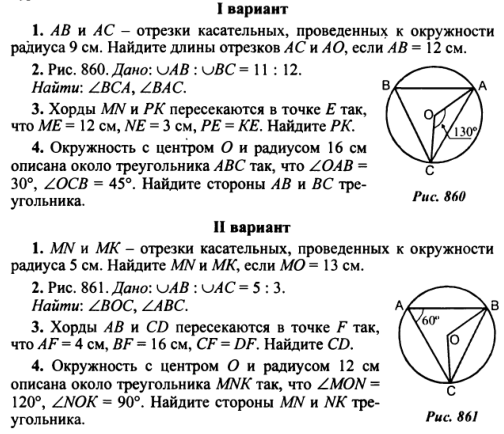 I вариант
1. AB и AC – отрезки касательных, проведенных к окружности
радиуса 9 см. Найдите длины отрезков AC и AO, если AB = 12 см.
2. Рис. 860. Дано: ∪AB : ∪BC = 11 : 12.
Найти: ∠BCA, ∠BAC.
3. Хорды MN и PK пересекаются в точке E так,
что ME = 12 см, NE = 3 см, PE = KE. Найдите PK.
4. Окружность с центром O и радиусом 16 см
описана около треугольника ABC так, что ∠OAB =
30°, ∠OCB = 45°. Найдите стороны AB и BC тре-
угольника.
B
A
O
130°
C
Рис. 860
II вариант
1. MN и MK – отрезки касательных, проведенных к окружности
радиуса 5 см. Найдите MN и MK, если MO = 13 см.
2. Рис. 861. Дано: ∪AB : ∪AC = 5 : 3.
Найти: ∠BOC, ∠ABC.
3. Хорды AB и CD пересекаются в точке F так,
что AF = 4 см, BF = 16 см, CF = DF. Найдите CD.
4. Окружность с центром O и радиусом 12 см
описана около треугольника MNK так, что ∠MON =
120°, ∠NOK = 90°. Найдите стороны MN и NK тре-
угольника.
A
B
60°
O
C
Рис. 861